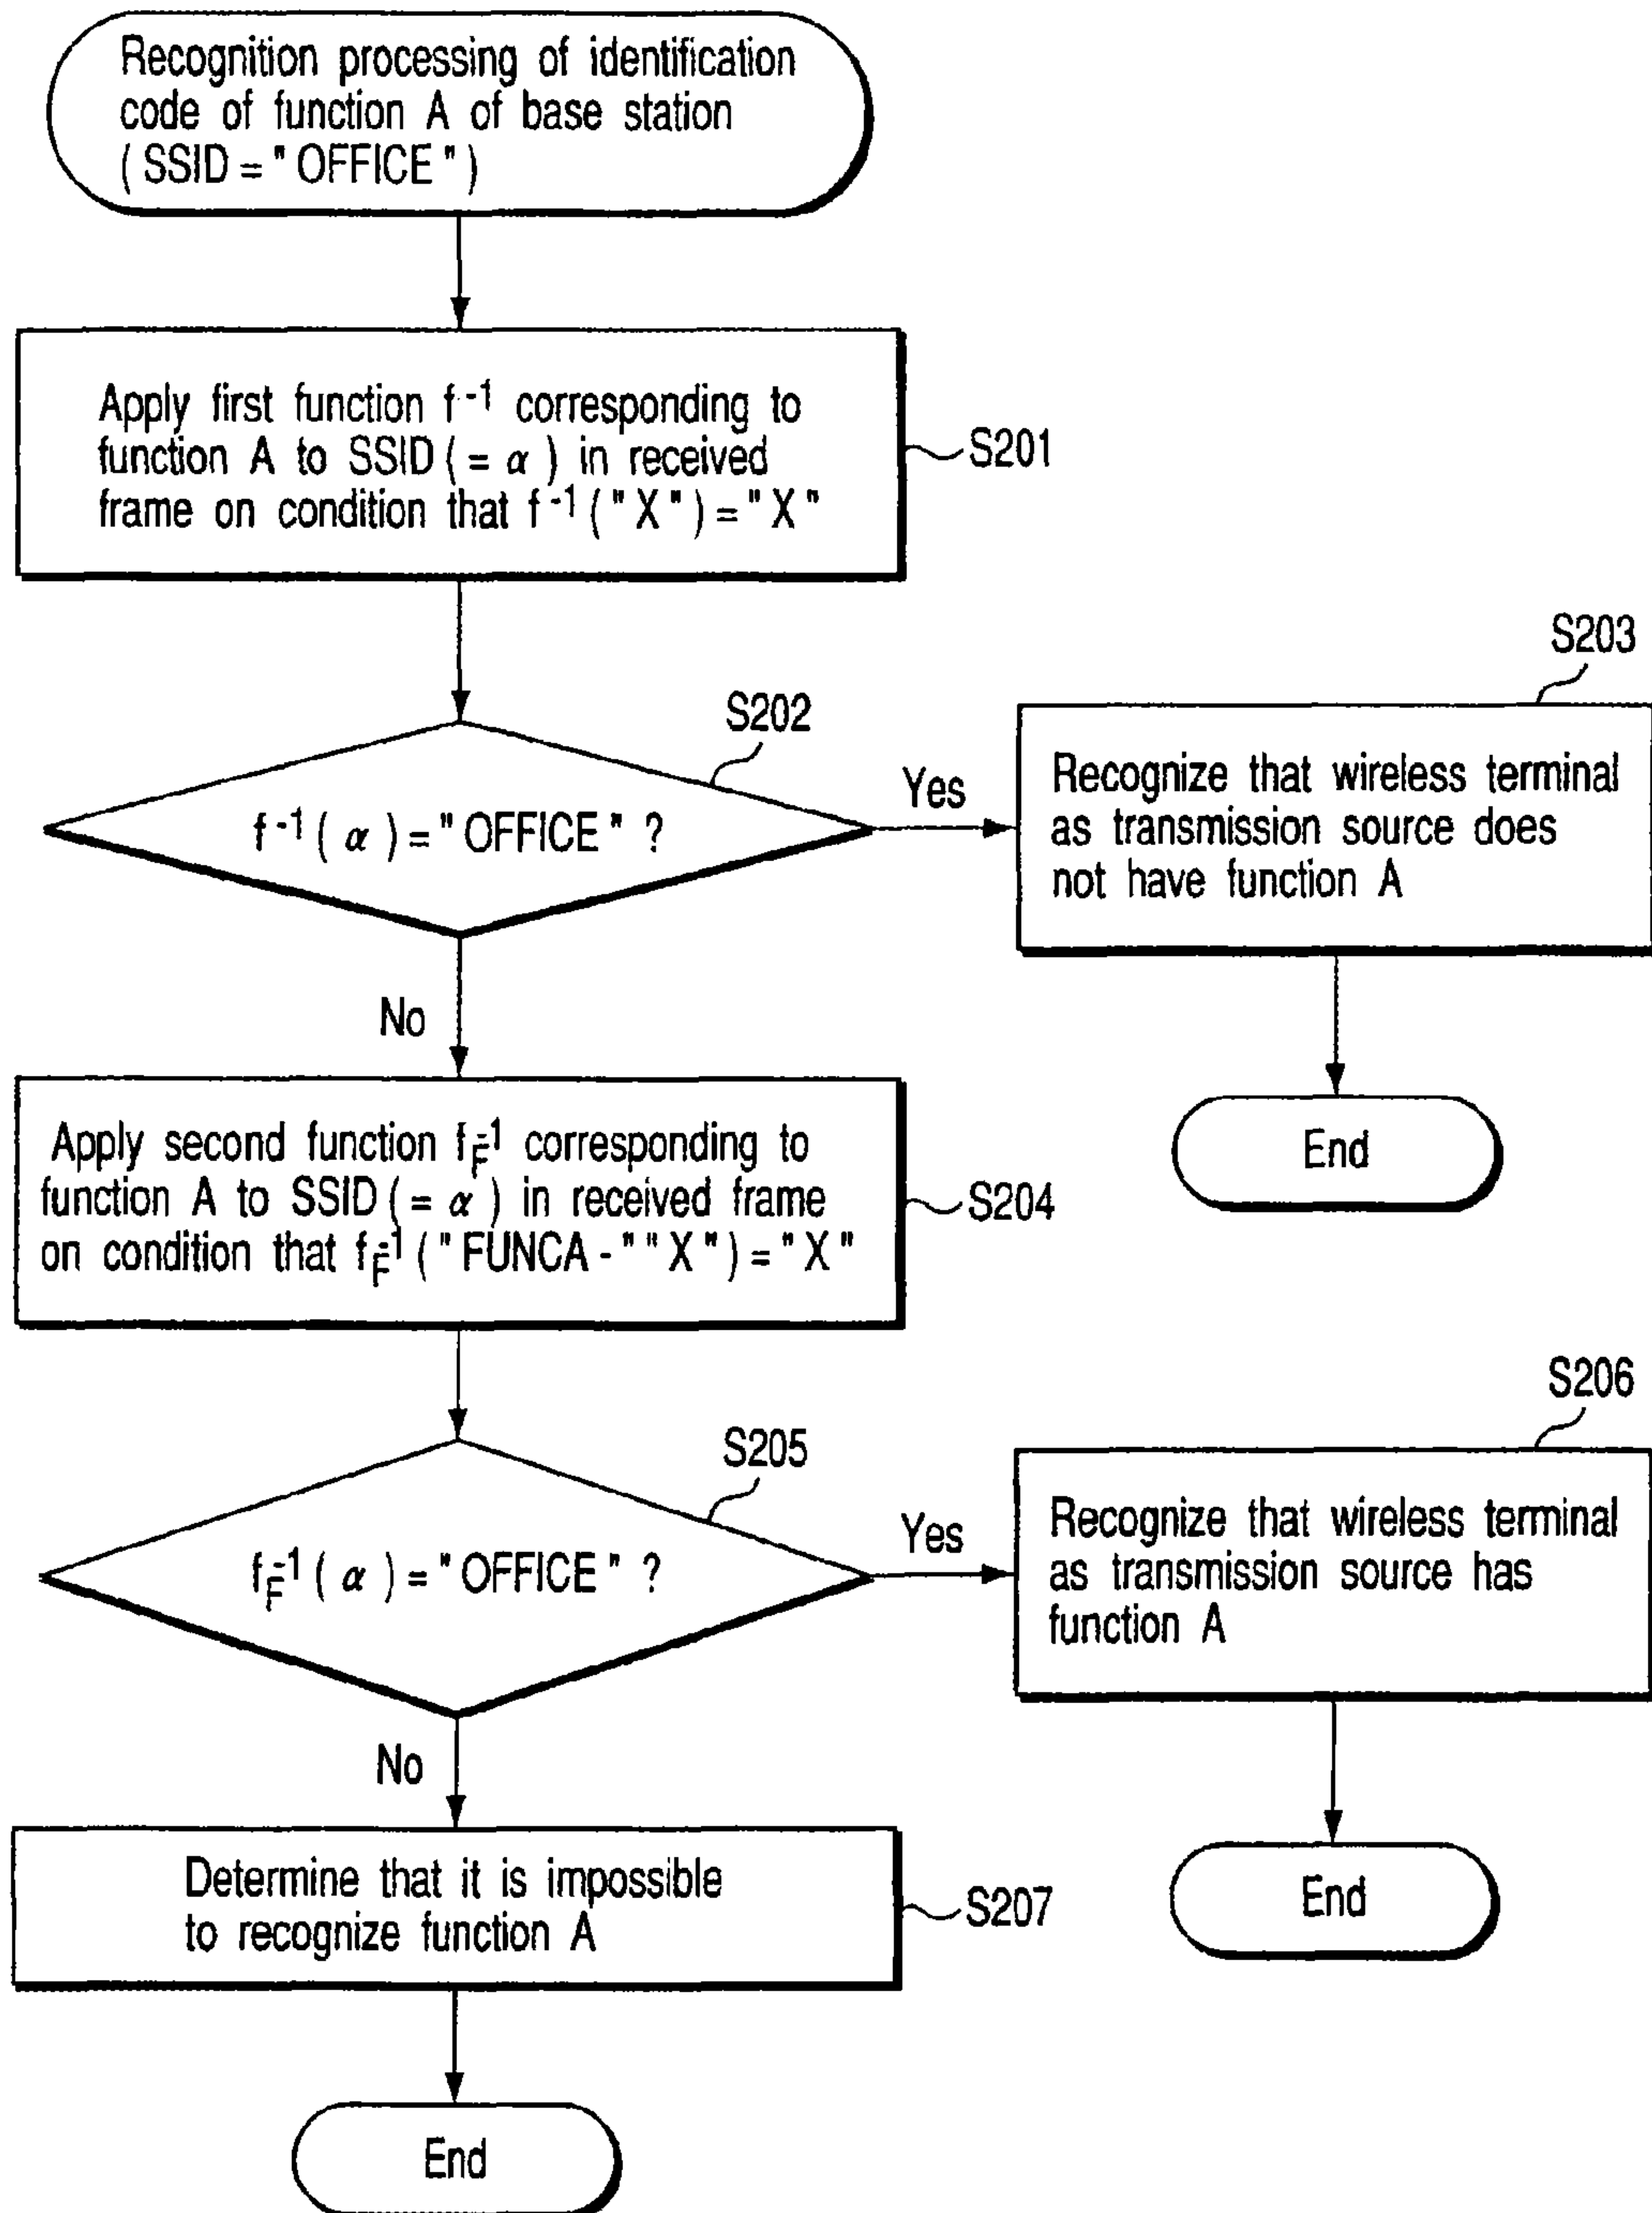 Recognition processing of identification
code of function A of base station
( SSID = " OFFICE " )
Apply first function f⁻¹ corresponding to
function A to SSID ( = α ) in received
frame on condition that f⁻¹ ( " X " ) = " X "
S201
S202
f⁻¹ ( α ) = " OFFICE " ?
Yes
S203
Recognize that wireless terminal
as transmission source does
not have function A
End
No
Apply second function f_F⁻¹ corresponding to
function A to SSID ( = α ) in received frame
on condition that f_F⁻¹ ( " FUNCA - " " X " ) = " X "
S204
S205
f_F⁻¹ ( α ) = " OFFICE " ?
Yes
S206
Recognize that wireless terminal
as transmission source has
function A
End
No
Determine that it is impossible
to recognize function A
S207
End